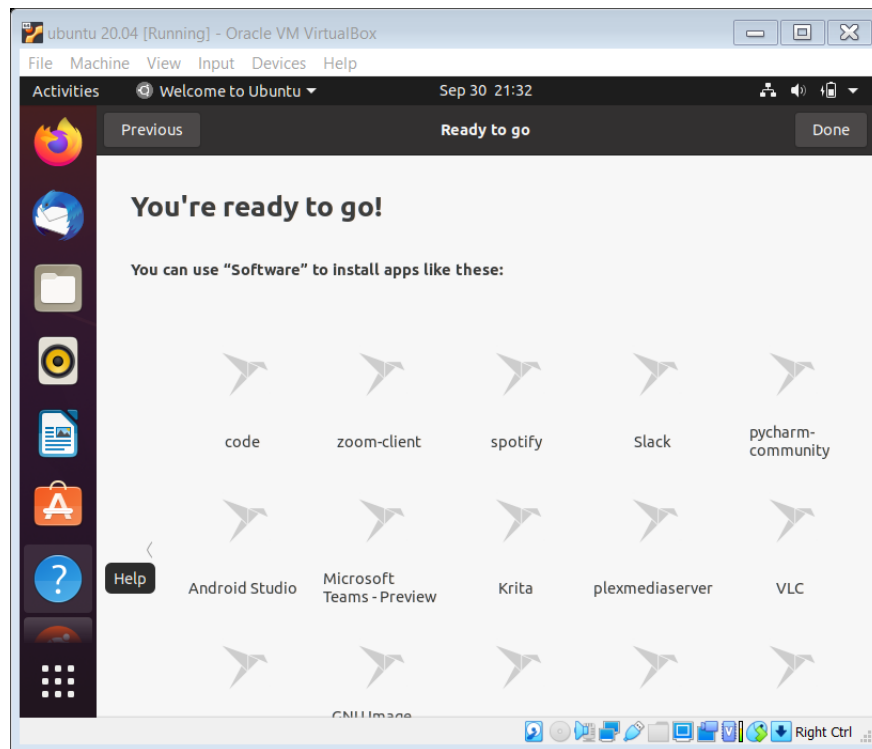 ubuntu 20.04 [Running] - Oracle VM VirtualBox
File Machine View Input Devices Help
Activities Welcome to Ubuntu Sep 30 21:32
Previous Ready to go Done
You're ready to go!
You can use “Software” to install apps like these:
code zoom-client spotify Slack pycharm-
community
Help
Android Studio Microsoft
Teams - Preview Krita plexmediaserver VLC
GNU Image
Right Ctrl